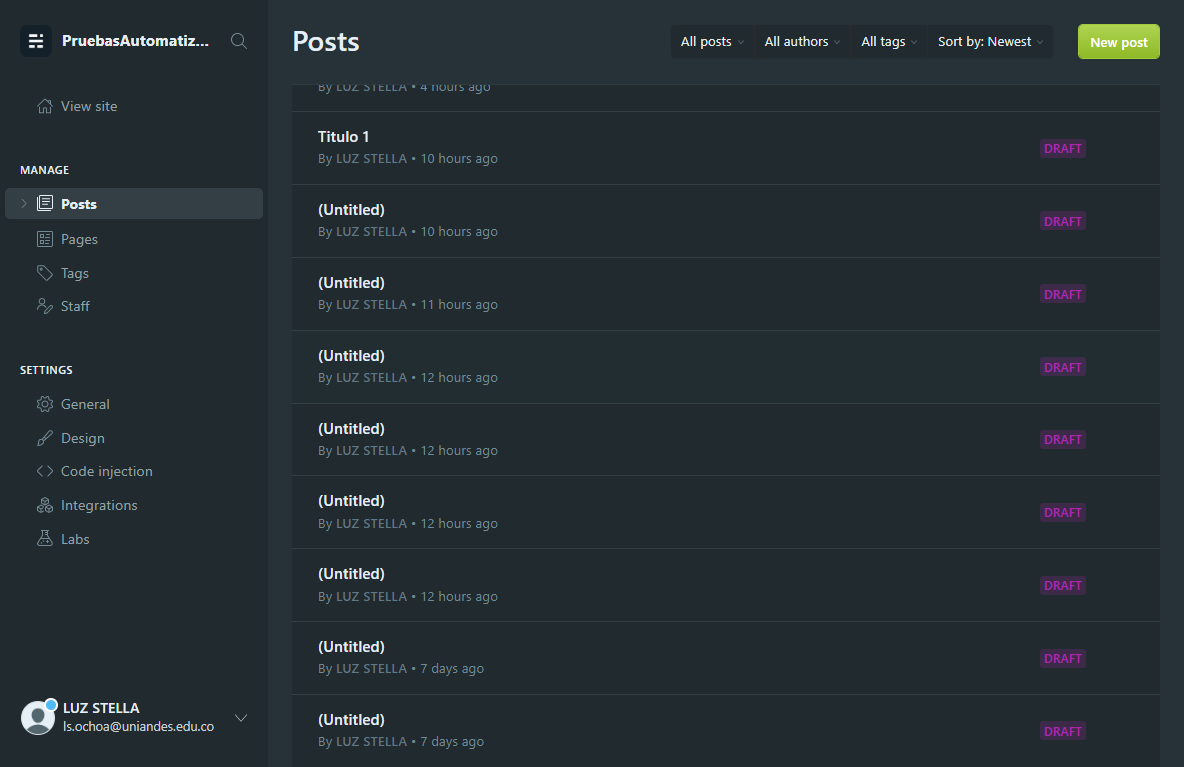 PruebasAutomatiz...
View site
MANAGE
Posts
Pages
Tags
Staff
SETTINGS
General
Design
Code injection
Integrations
Labs
LUZ STELLA
ls.ochoa@uniandes.edu.co
Posts
All posts All authors All tags Sort by: Newest New post
By LUZ STELLA • 4 hours ago
Titulo 1
By LUZ STELLA • 10 hours ago
DRAFT
(Untitled)
By LUZ STELLA • 10 hours ago
DRAFT
(Untitled)
By LUZ STELLA • 11 hours ago
DRAFT
(Untitled)
By LUZ STELLA • 12 hours ago
DRAFT
(Untitled)
By LUZ STELLA • 12 hours ago
DRAFT
(Untitled)
By LUZ STELLA • 12 hours ago
DRAFT
(Untitled)
By LUZ STELLA • 12 hours ago
DRAFT
(Untitled)
By LUZ STELLA • 7 days ago
DRAFT
(Untitled)
By LUZ STELLA • 7 days ago
DRAFT